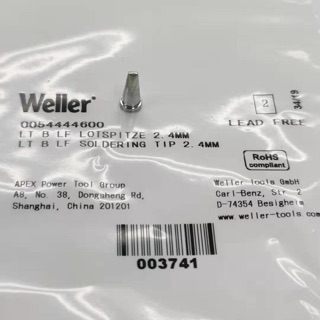 Weller®
0054444600
LT B LF LOTSPITZE 2.4MM
LT B LF SOLDERING TIP 2.4MM
2
34/19
LEAD FREE
RoHS
compliant
APEX Power Tool Group
A8, No. 38, Dongsheng Rd,
Shanghai, China 201201
Weller Tools GmbH
Carl-Benz, Str. 2
D-74354 Besigheim
www.weller-tools.com
003741